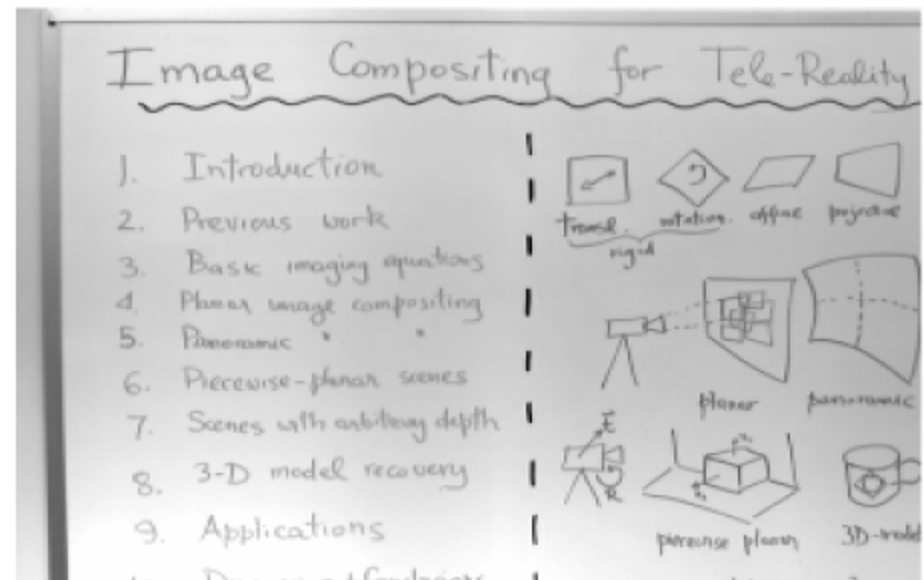 Image Compositing for Tele-Reality
1. Introduction
2. Previous work
3. Basic imaging equations
4. Planar image compositing
5. Panoramic " "
6. Piecewise-planar scenes
7. Scenes with arbitrary depth
8. 3-D model recovery
9. Applications
transl. rotation. affine projective
rigid
planar panoramic
t
R
piecewise planar 3D-model